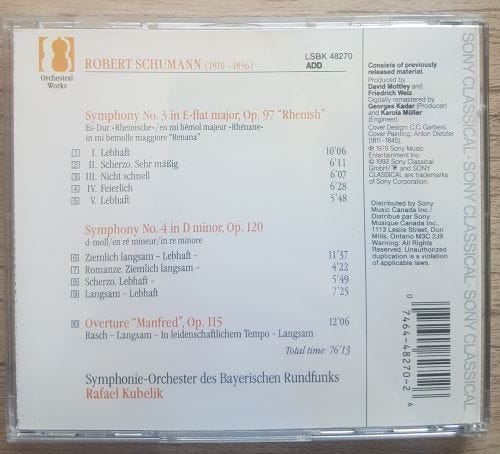 Orchestral
Works
ROBERT SCHUMANN (1810 - 1856)
LSBK 48270
ADD
Symphony No. 3 in E-flat major, Op. 97 “Rhenish”
Es-Dur »Rheinische«/en mi bémol majeur «Rhénane»
in mi bemolle maggiore “Renana”
1 I. Lebhaft 10'06
2 II. Scherzo. Sehr mäßig 6'11
3 III. Nicht schnell 6'07
4 IV. Feierlich 6'28
5 V. Lebhaft 5'48
Symphony No. 4 in D minor, Op. 120
d-moll/en ré mineur/in re minore
6 Ziemlich langsam – Lebhaft – 11'37
7 Romanze. Ziemlich langsam – 4'22
8 Scherzo. Lebhaft – 5'49
9 Langsam – Lebhaft 7'25
10 Overture “Manfred”, Op. 115 12'06
Rasch – Langsam – In leidenschaftlichem Tempo – Langsam
Total time: 76'13
Symphonie-Orchester des Bayerischen Rundfunks
Rafael Kubelik
Consists of previously
released material.
Produced by
David Mottley and
Friedrich Welz
Digitally remastered by
Georges Kadar (Producer)
and Karola Müller
(Engineer)
Cover Design: C.C. Garbers
Cover Painting: Anton Dietzler
(1811-1845).
℗ 1979 Sony Music
Entertainment Inc.
© 1992 Sony Classical
GmbH/ and SONY
CLASSICAL are trademarks
of Sony Corporation.
Distributed by Sony
Music Canada Inc./
Distribué par Sony
Musique Canada Inc.,
1113 Leslie Street, Don
Mills, Ontario M3C 2J9
Warning: All Rights
Reserved. Unauthorized
duplication is a violation
of applicable laws.
0 7464-48270-2 6
SONY CLASSICAL·SONY CLASSICAL·SONY CLASSICAL